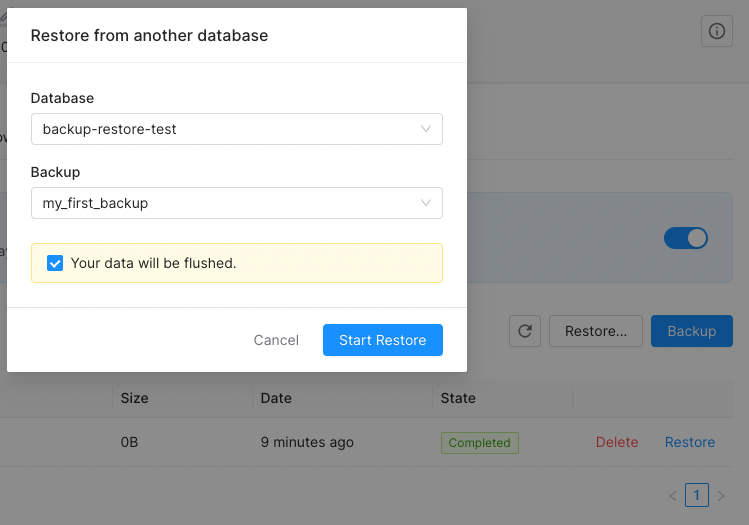 Restore from another database
Database
backup-restore-test
Backup
my_first_backup
Your data will be flushed.
Cancel
Start Restore
Restore...
Backup
Size
Date
State
0B
9 minutes ago
Completed
Delete
Restore
1